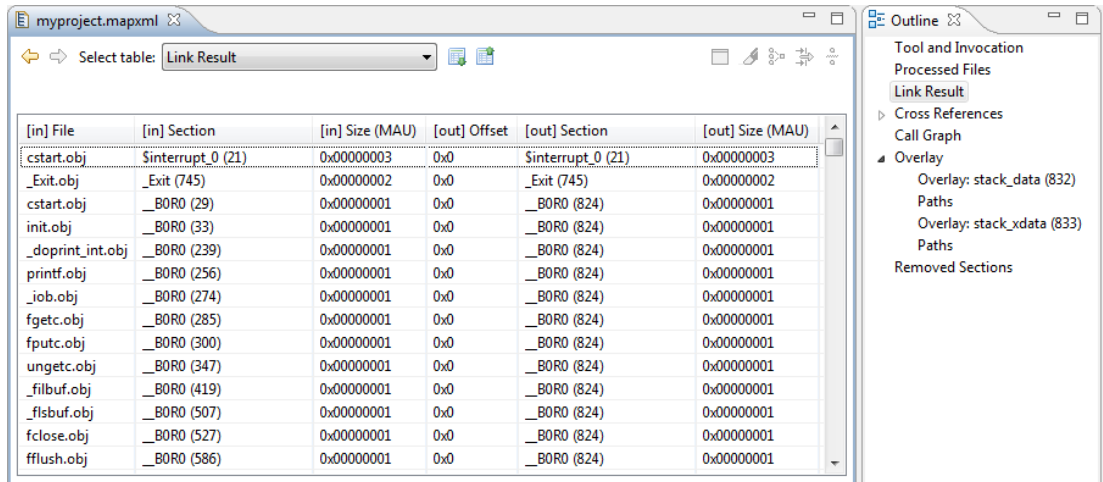 myproject.mapxml
Select table: Link Result
[in] File [in] Section [in] Size (MAU) [out] Offset [out] Section [out] Size (MAU)
cstart.obj $interrupt_0 (21) 0x00000003 0x0 $interrupt_0 (21) 0x00000003
_Exit.obj _Exit (745) 0x00000002 0x0 _Exit (745) 0x00000002
cstart.obj __B0R0 (29) 0x00000001 0x0 __B0R0 (824) 0x00000001
init.obj __B0R0 (33) 0x00000001 0x0 __B0R0 (824) 0x00000001
_doprint_int.obj __B0R0 (239) 0x00000001 0x0 __B0R0 (824) 0x00000001
printf.obj __B0R0 (256) 0x00000001 0x0 __B0R0 (824) 0x00000001
_iob.obj __B0R0 (274) 0x00000001 0x0 __B0R0 (824) 0x00000001
fgetc.obj __B0R0 (285) 0x00000001 0x0 __B0R0 (824) 0x00000001
fputc.obj __B0R0 (300) 0x00000001 0x0 __B0R0 (824) 0x00000001
ungetc.obj __B0R0 (347) 0x00000001 0x0 __B0R0 (824) 0x00000001
_filbuf.obj __B0R0 (419) 0x00000001 0x0 __B0R0 (824) 0x00000001
_flsbuf.obj __B0R0 (507) 0x00000001 0x0 __B0R0 (824) 0x00000001
fclose.obj __B0R0 (527) 0x00000001 0x0 __B0R0 (824) 0x00000001
fflush.obj __B0R0 (586) 0x00000001 0x0 __B0R0 (824) 0x00000001
Outline
Tool and Invocation
Processed Files
Link Result
Cross References
Call Graph
Overlay
Overlay: stack_data (832)
Paths
Overlay: stack_xdata (833)
Paths
Removed Sections